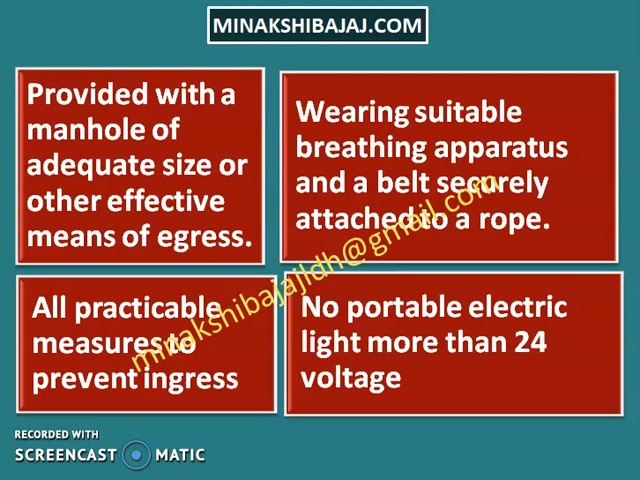 MINAKSHIBAJAJ.COM
Provided with a
manhole of
adequate size or
other effective
means of egress.
Wearing suitable
breathing apparatus
and a belt securely
attached to a rope.
All practicable
measures to
prevent ingress
No portable electric
light more than 24
voltage
minakshibajajldh@gmail.com
RECORDED WITH
SCREENCAST MATIC